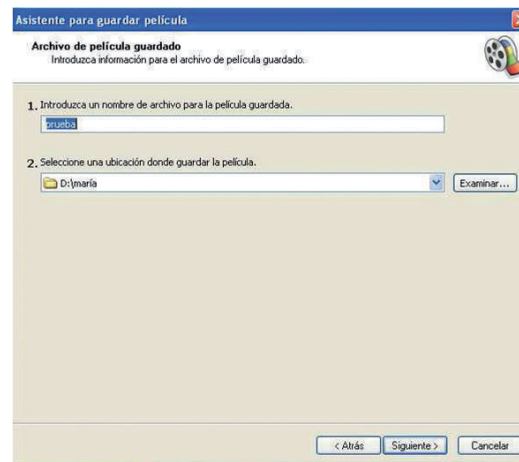 Asistente para guardar película
Archivo de película guardado
Introduzca información para el archivo de película guardado.
1. Introduzca un nombre de archivo para la película guardada.
prueba
2. Seleccione una ubicación donde guardar la película.
D:\maría
Examinar...
< Atrás
Siguiente >
Cancelar